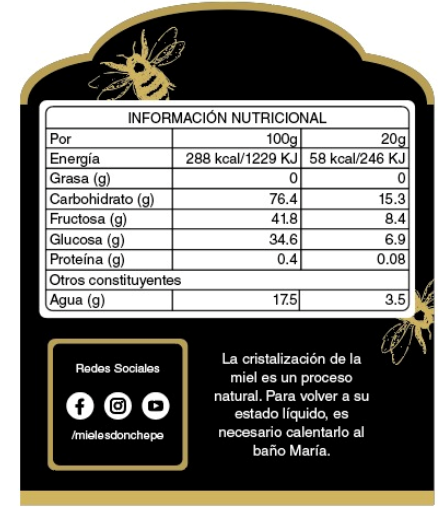 INFORMACIÓN NUTRICIONAL
Por 100g 20g
Energía 288 kcal/1229 KJ 58 kcal/246 KJ
Grasa (g) 0 0
Carbohidrato (g) 76.4 15.3
Fructosa (g) 41.8 8.4
Glucosa (g) 34.6 6.9
Proteína (g) 0.4 0.08
Otros constituyentes
Agua (g) 17.5 3.5
Redes Sociales
/mielesdonchepe
La cristalización de la
miel es un proceso
natural. Para volver a su
estado líquido, es
necesario calentarlo al
baño María.